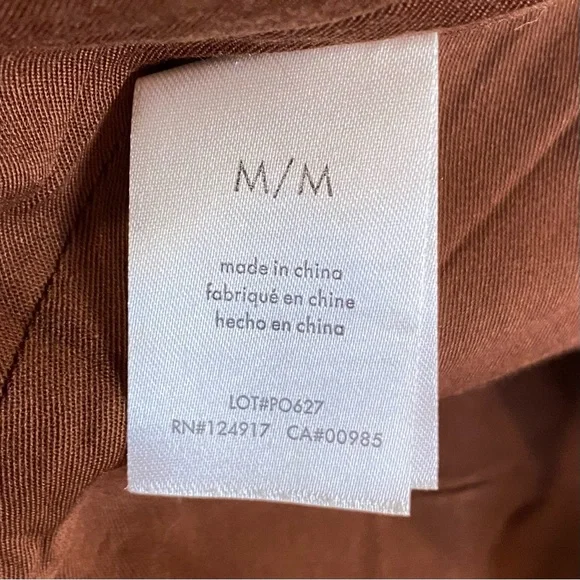 M/M
made in china
fabriqué en chine
hecho en china
LOT#PO627
RN#124917 CA#00985